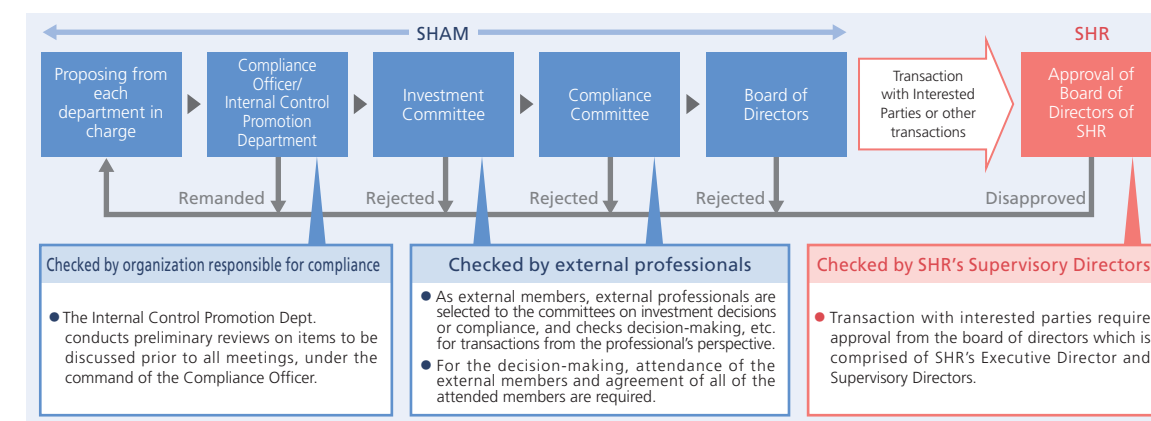 SHAM
SHR
Proposing from
each
department in
charge
Compliance
Officer/
Internal Control
Promotion
Department
Investment
Committee
Compliance
Committee
Board of
Directors
Transaction
with Interested
Parties or other
transactions
Approval of
Board of
Directors of
SHR
Remanded
Rejected
Rejected
Rejected
Disapproved
Checked by organization responsible for compliance
● The Internal Control Promotion Dept.
conducts preliminary reviews on items to be
discussed prior to all meetings, under the
command of the Compliance Officer.
Checked by external professionals
● As external members, external professionals are
selected to the committees on investment decisions
or compliance, and checks decision-making, etc.
for transactions from the professional's perspective.
● For the decision-making, attendance of the
external members and agreement of all of the
attended members are required.
Checked by SHR's Supervisory Directors
● Transaction with interested parties require
approval from the board of directors which is
comprised of SHR's Executive Director and
Supervisory Directors.